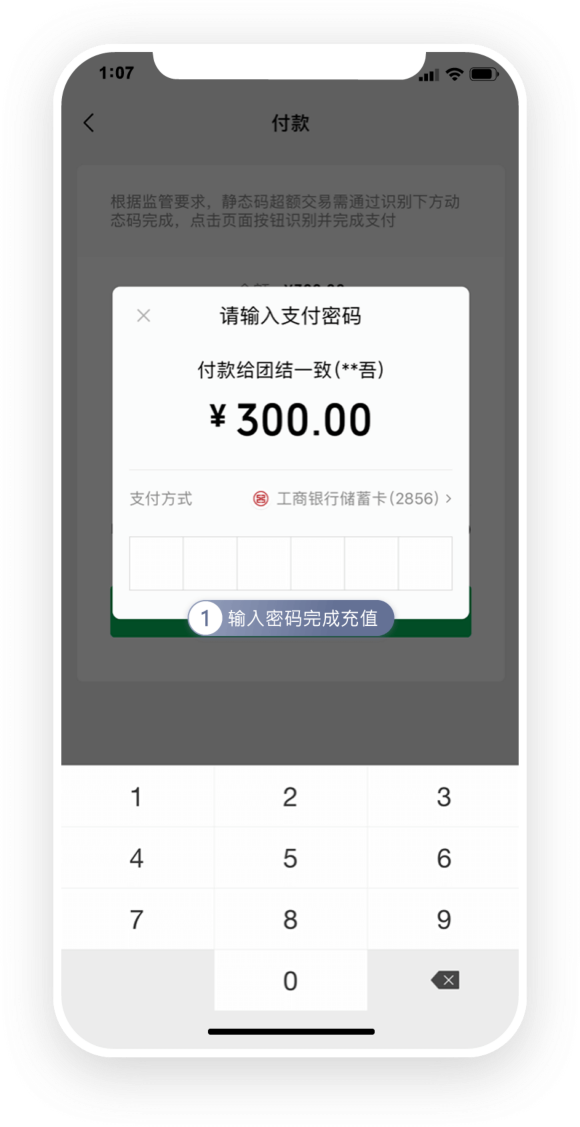 1:07
付款
根据监管要求，静态码超额交易需通过识别下方动
态码完成，点击页面按钮识别并完成支付
请输入支付密码
付款给团结一致(**吾)
¥ 300.00
支付方式 工商银行储蓄卡(2856) >
1 输入密码完成充值
1 2 3
4 5 6
7 8 9
0